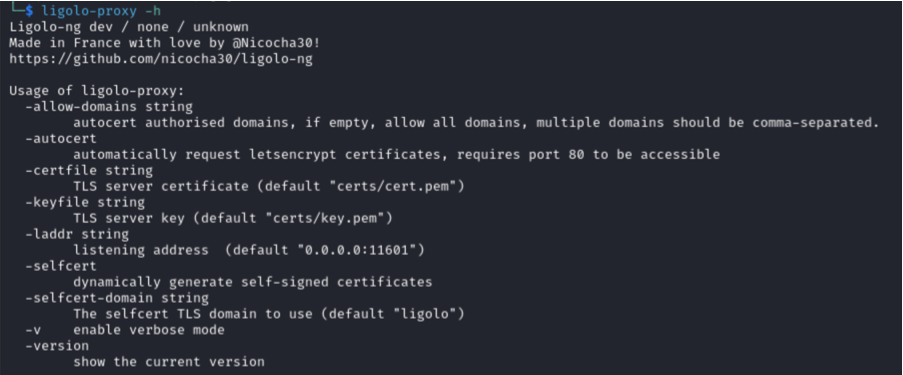 └─$ ligolo-proxy -h
Ligolo-ng dev / none / unknown
Made in France with love by @Nicocha30!
https://github.com/nicocha30/ligolo-ng

Usage of ligolo-proxy:
  -allow-domains string
        autocert authorised domains, if empty, allow all domains, multiple domains should be comma-separated.
  -autocert
        automatically request letsencrypt certificates, requires port 80 to be accessible
  -certfile string
        TLS server certificate (default "certs/cert.pem")
  -keyfile string
        TLS server key (default "certs/key.pem")
  -laddr string
        listening address  (default "0.0.0.0:11601")
  -selfcert
        dynamically generate self-signed certificates
  -selfcert-domain string
        The selfcert TLS domain to use (default "ligolo")
  -v    enable verbose mode
  -version
        show the current version